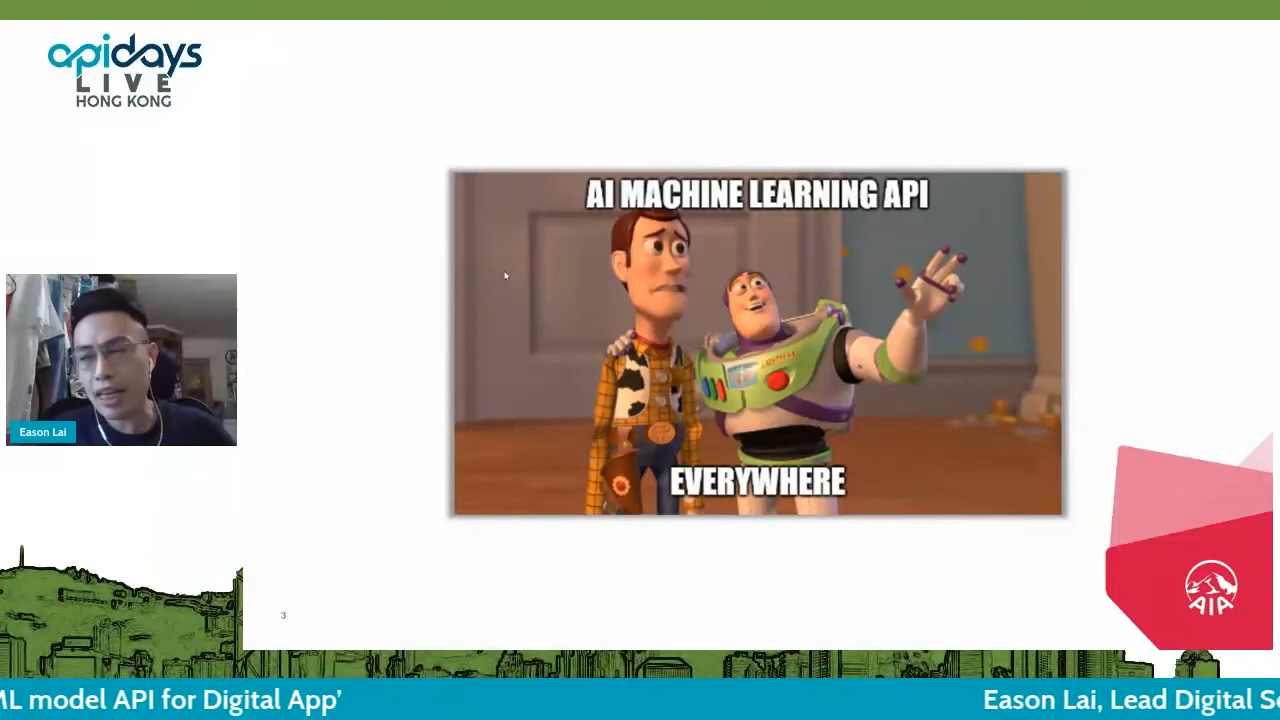 apidays
LIVE
HONG KONG
AI MACHINE LEARNING API
LIGHTYEAR
EVERYWHERE
Eason Lai
3
AIA
ML model API for Digital App’
Eason Lai, Lead Digital